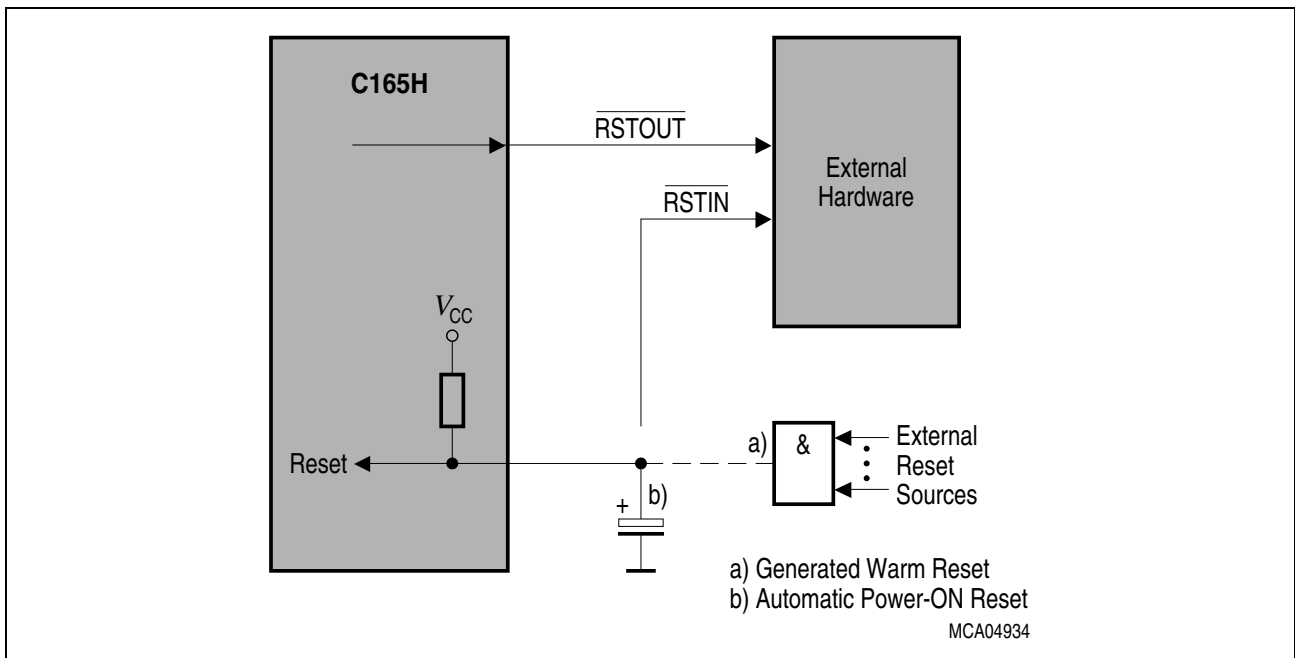 C165H
RSTOUT
RSTIN
External
Hardware
VCC
Reset
a)
&
External
Reset
Sources
b)
+
a) Generated Warm Reset
b) Automatic Power-ON Reset
MCA04934